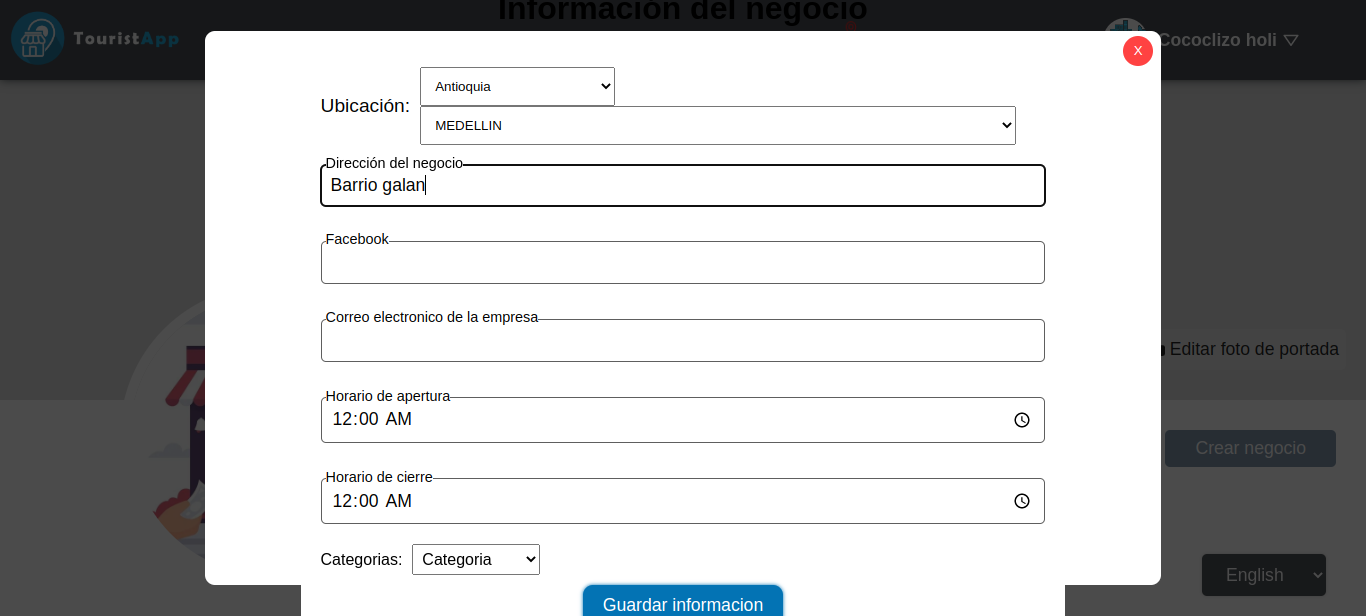 Información del negocio
TouristApp
Cococlizo holi ▽
X
Ubicación:
Antioquia
MEDELLIN
Dirección del negocio
Barrio galan
Facebook
Correo electronico de la empresa
Editar foto de portada
Horario de apertura
12:00 AM
Crear negocio
Horario de cierre
12:00 AM
Categorias:
Categoria
English
Guardar informacion